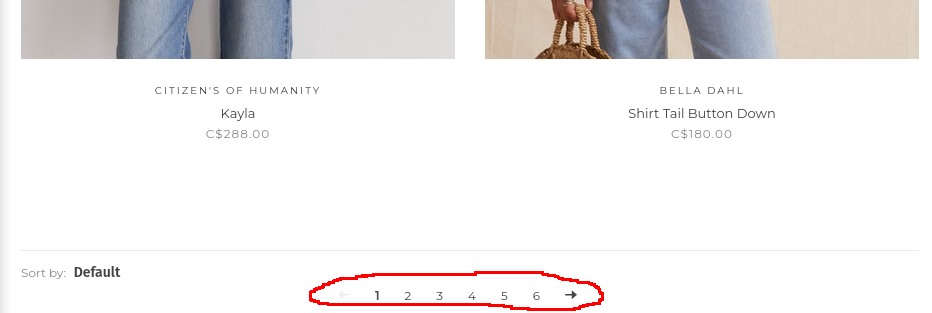 CITIZEN'S OF HUMANITY
Kayla
C$288.00
BELLA DAHL
Shirt Tail Button Down
C$180.00
Sort by: Default
← 1 2 3 4 5 6 →